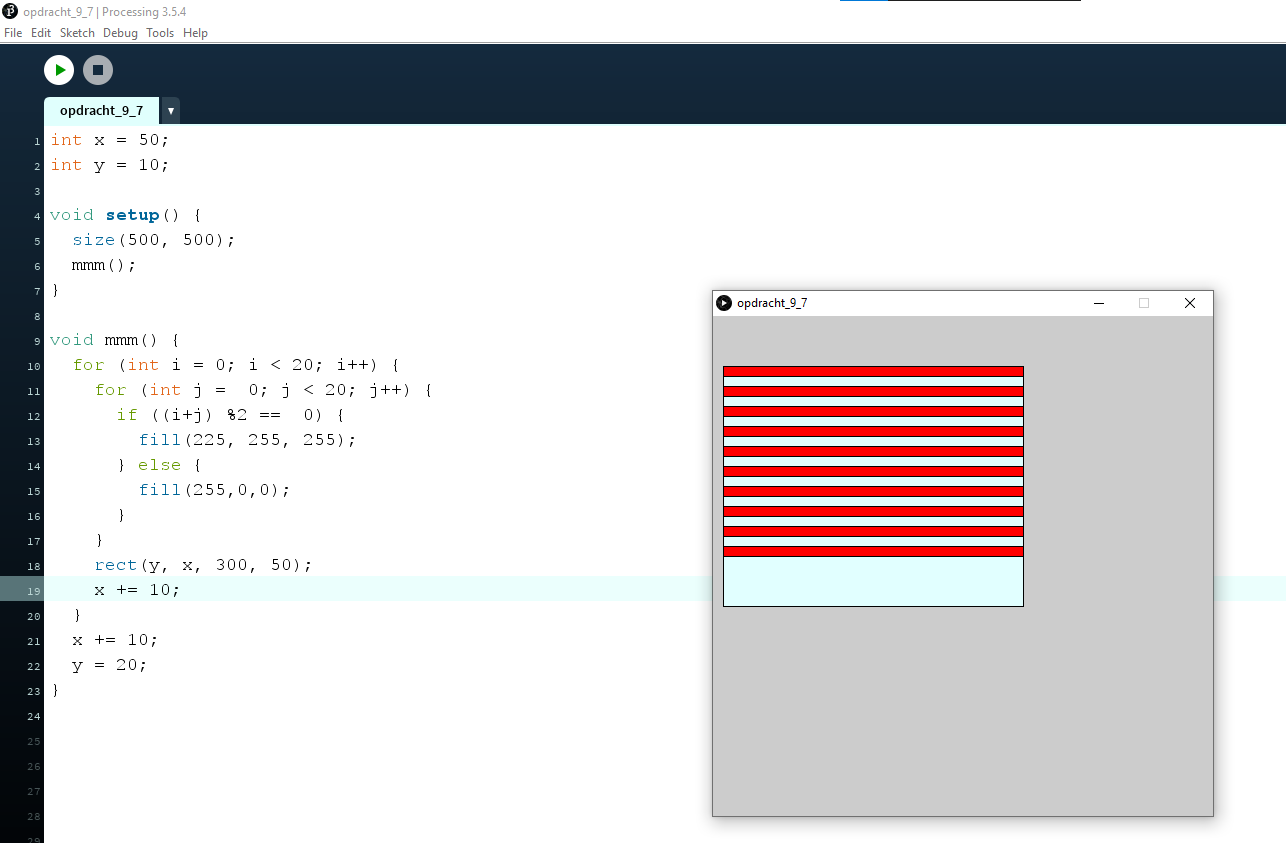 opdracht_9_7 | Processing 3.5.4
File Edit Sketch Debug Tools Help
opdracht_9_7 ▼
1 int x = 50;
2 int y = 10;
3
4 void setup() {
5   size(500, 500);
6   mmm();
7 }
8
9 void mmm() {
10   for (int i = 0; i < 20; i++) {
11     for (int j =  0; j < 20; j++) {
12       if ((i+j) %2 ==  0) {
13         fill(225, 255, 255);
14       } else {
15         fill(255,0,0);
16       }
17     }
18     rect(y, x, 300, 50);
19     x += 10;
20   }
21   x += 10;
22   y = 20;
23 }
24
25
26
27
28
29
opdracht_9_7